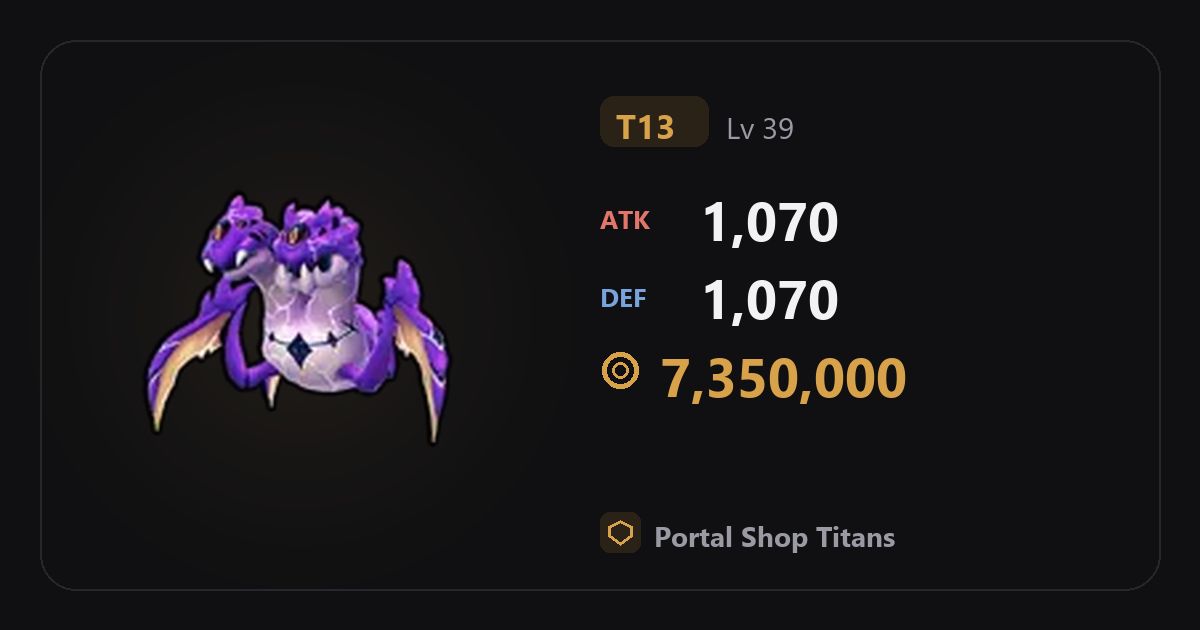 T13 Lv 39
ATK 1,070
DEF 1,070
7,350,000
Portal Shop Titans